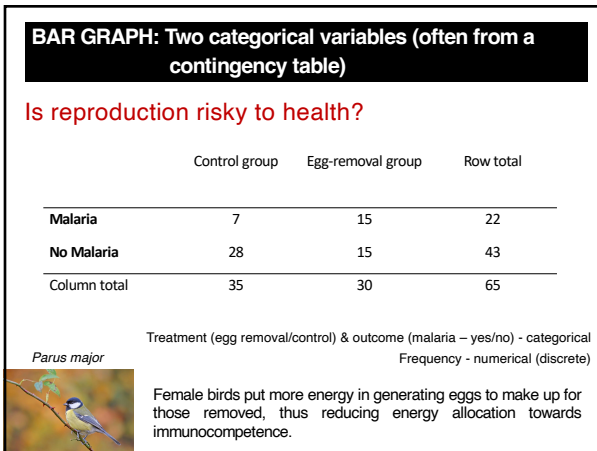 BAR GRAPH: Two categorical variables (often from a
contingency table)
Is reproduction risky to health?
Control group Egg-removal group Row total
Malaria 7 15 22
No Malaria 28 15 43
Column total 35 30 65
Treatment (egg removal/control) & outcome (malaria – yes/no) - categorical
Parus major Frequency - numerical (discrete)
Female birds put more energy in generating eggs to make up for
those removed, thus reducing energy allocation towards
immunocompetence.